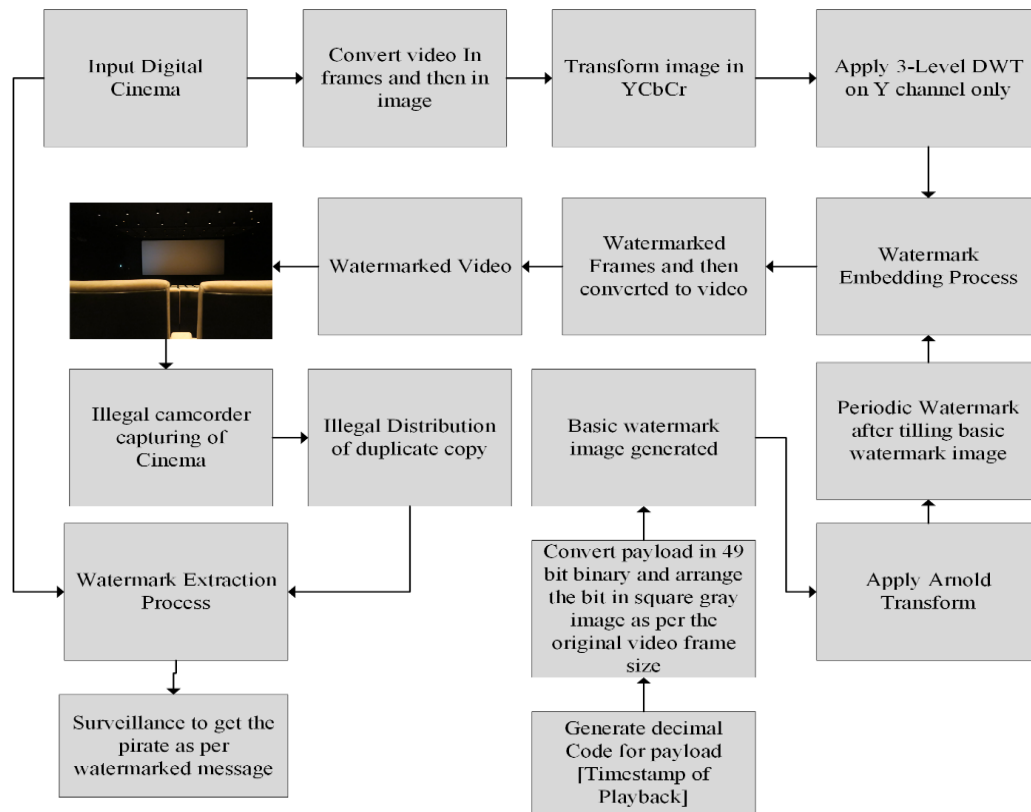 Input Digital
Cinema
Convert video In
frames and then in
image
Transform image in
YCbCr
Apply 3-Level DWT
on Y channel only
Watermarked Video
Watermarked
Frames and then
converted to video
Watermark
Embedding Process
Illegal camcorder
capturing of
Cinema
Illegal Distribution
of duplicate copy
Basic watermark
image generated
Periodic Watermark
after tilling basic
watermark image
Watermark Extraction
Process
Convert payload in 49
bit binary and arrange
the bit in square gray
image as per the
original video frame
size
Apply Arnold
Transform
Surveillance to get the
pirate as per
watermarked message
Generate decimal
Code for payload
[Timestamp of
Playback]